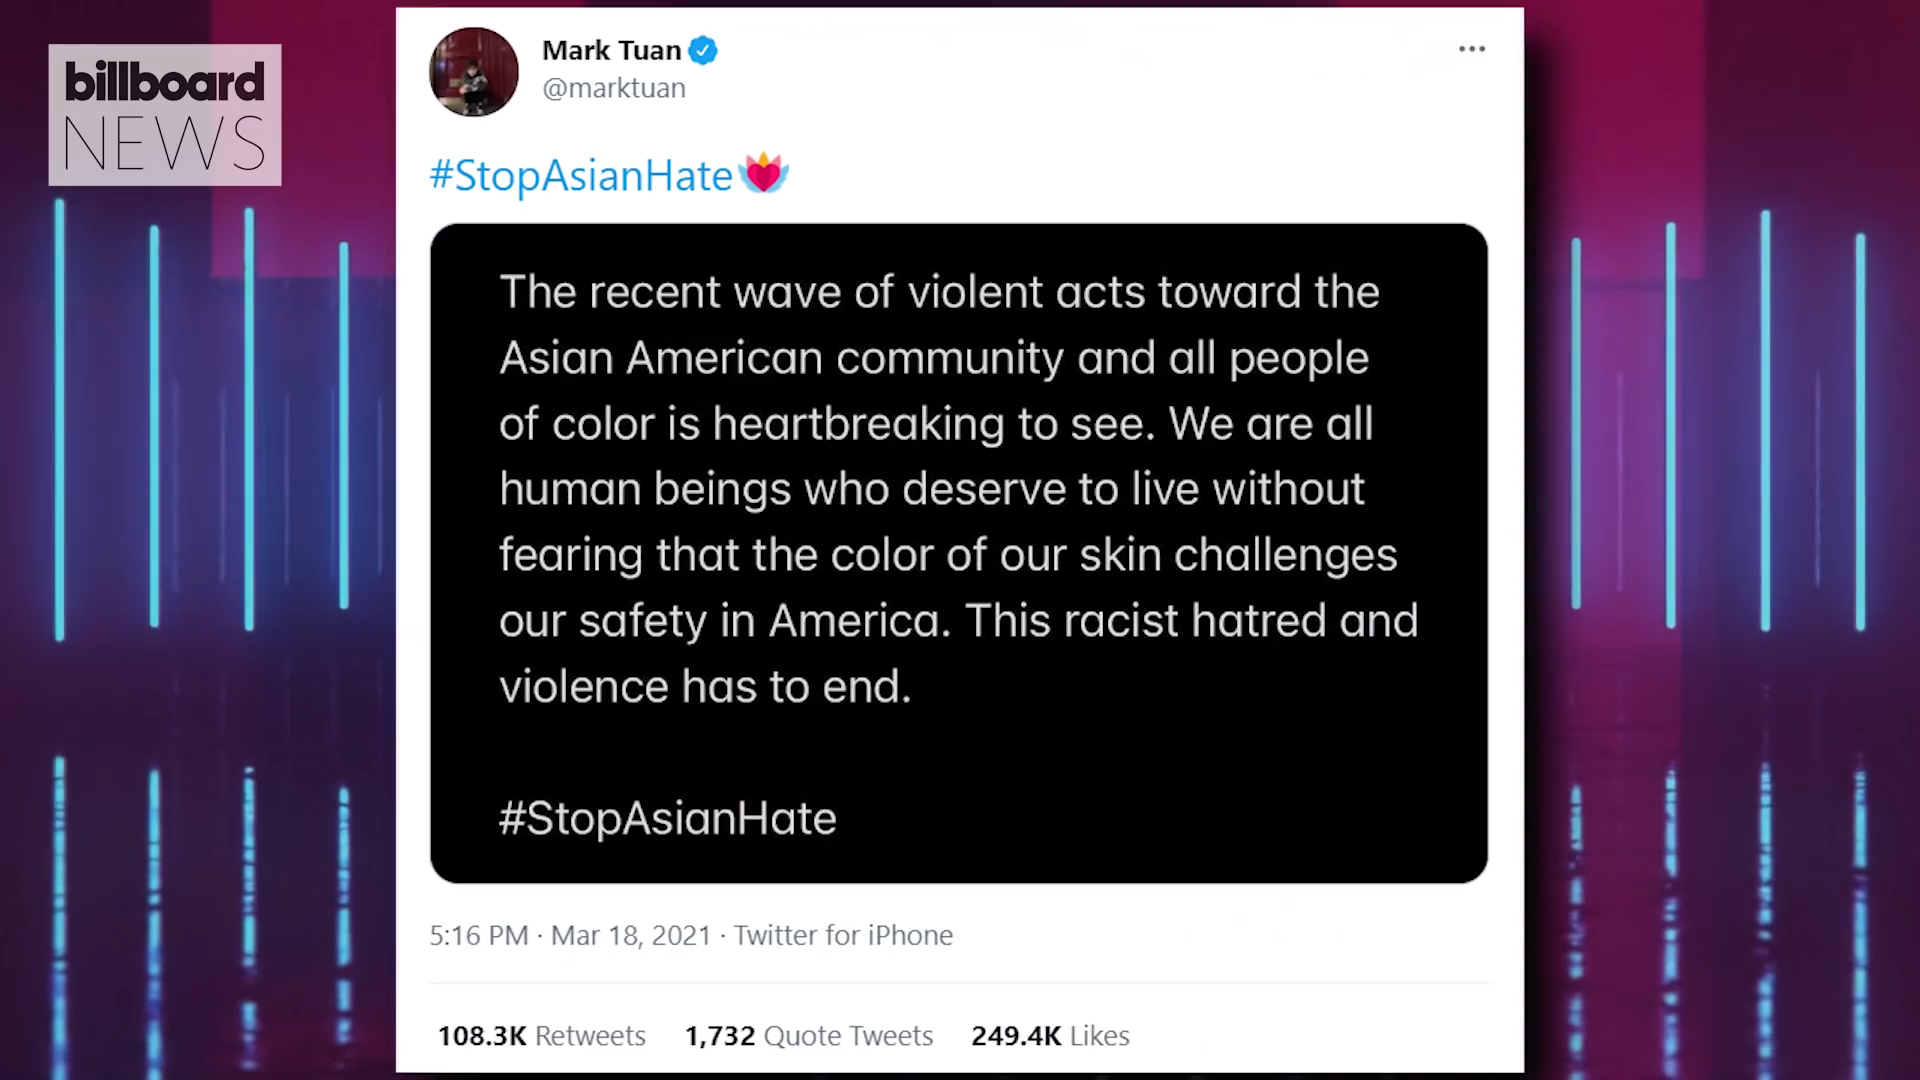 billboard
NEWS
Mark Tuan
@marktuan
#StopAsianHate
The recent wave of violent acts toward the
Asian American community and all people
of color is heartbreaking to see. We are all
human beings who deserve to live without
fearing that the color of our skin challenges
our safety in America. This racist hatred and
violence has to end.
#StopAsianHate
5:16 PM · Mar 18, 2021 · Twitter for iPhone
108.3K Retweets 1,732 Quote Tweets 249.4K Likes